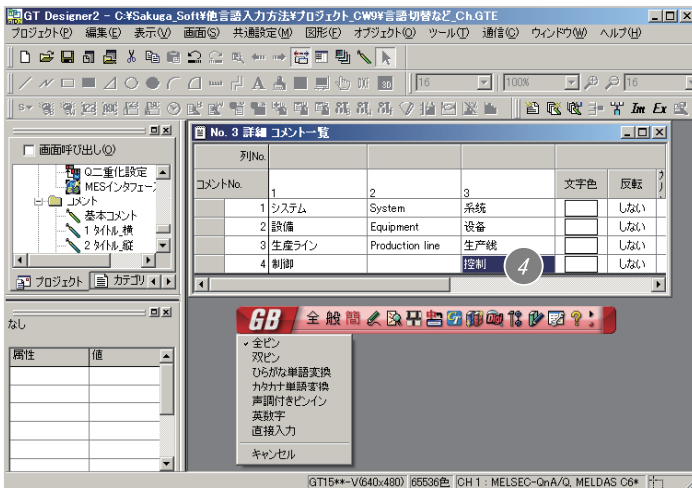 GT Designer2 - C:¥Sakuga_Soft¥他言語入力方法¥プロジェクト_CW9¥言語切替など_Ch.GTE
プロジェクト(P) 編集(E) 表示(V) 画面(S) 共通設定(M) 図形(F) オブジェクト(O) ツール(T) 通信(C) ウィンドウ(W) ヘルプ(H)
16 100% 16
Im Ex
画面呼び出し(O)
Q二重化設定
MESインタフェース
コメント
基本コメント
1 タイトル_横
2 タイトル_縦
プロジェクト カテゴリ
なし
属性 値
No. 3 詳細 コメント一覧
列No.
コメントNo. 1 2 3 文字色 反転
1 システム System 系统 しない
2 設備 Equipment 设备 しない
3 生産ライン Production line 生产线 しない
4 制御 控制 しない
4
GB 全 般 簡
全ピン
双ピン
ひらがな単語変換
カタカナ単語変換
声調付きピンイン
英数字
直接入力
キャンセル
GT15**-V(640x480) 65536色 CH 1 : MELSEC-QnA/Q, MELDAS C6*